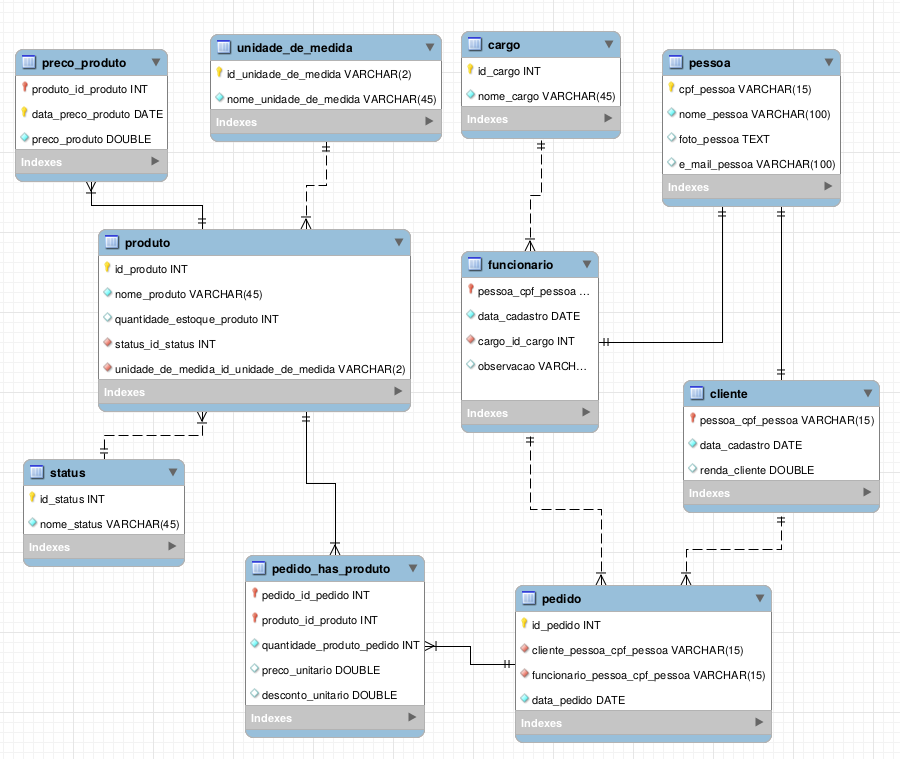 preco_produto
produto_id_produto INT
data_preco_produto DATE
preco_produto DOUBLE
Indexes
unidade_de_medida
id_unidade_de_medida VARCHAR(2)
nome_unidade_de_medida VARCHAR(45)
Indexes
cargo
id_cargo INT
nome_cargo VARCHAR(45)
Indexes
pessoa
cpf_pessoa VARCHAR(15)
nome_pessoa VARCHAR(100)
foto_pessoa TEXT
e_mail_pessoa VARCHAR(100)
Indexes
produto
id_produto INT
nome_produto VARCHAR(45)
quantidade_estoque_produto INT
status_id_status INT
unidade_de_medida_id_unidade_de_medida VARCHAR(2)
Indexes
funcionario
pessoa_cpf_pessoa ...
data_cadastro DATE
cargo_id_cargo INT
observacao VARCH...
Indexes
cliente
pessoa_cpf_pessoa VARCHAR(15)
data_cadastro DATE
renda_cliente DOUBLE
Indexes
status
id_status INT
nome_status VARCHAR(45)
Indexes
pedido_has_produto
pedido_id_pedido INT
produto_id_produto INT
quantidade_produto_pedido INT
preco_unitario DOUBLE
desconto_unitario DOUBLE
Indexes
pedido
id_pedido INT
cliente_pessoa_cpf_pessoa VARCHAR(15)
funcionario_pessoa_cpf_pessoa VARCHAR(15)
data_pedido DATE
Indexes